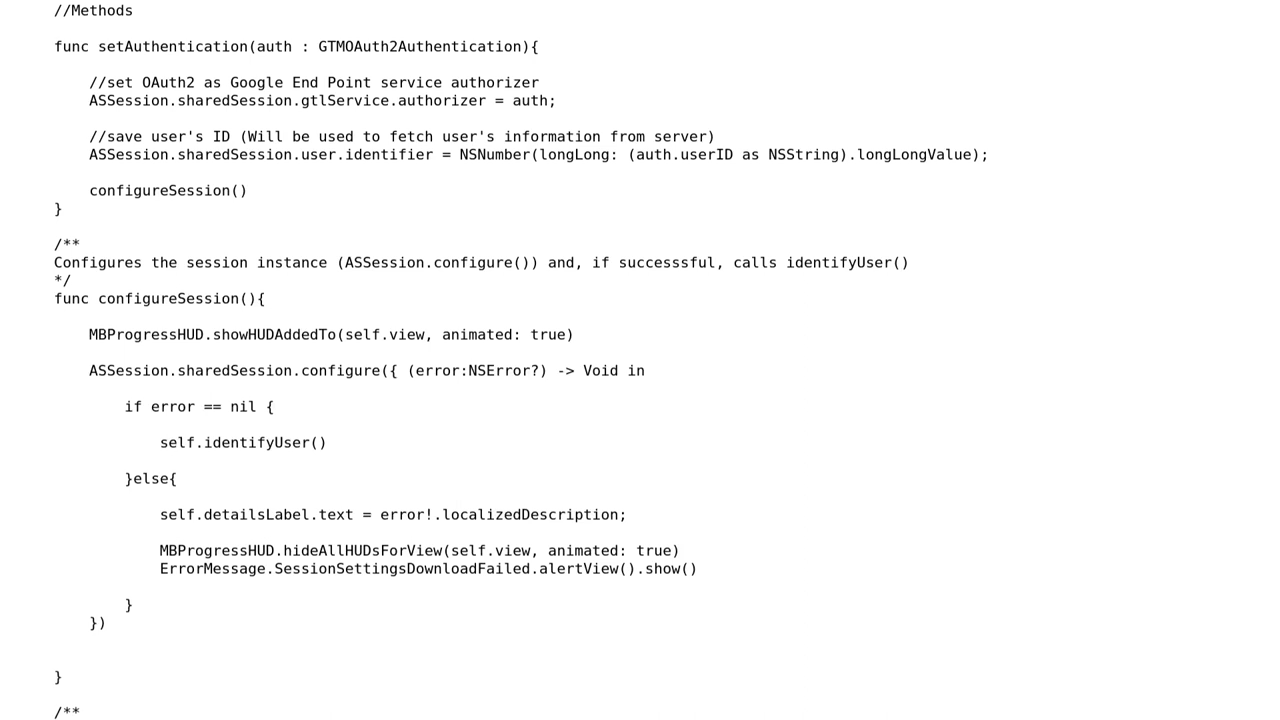 //Methods
func setAuthentication(auth : GTMOAuth2Authentication){
//set OAuth2 as Google End Point service authorizer
ASSession.sharedSession.gtlService.authorizer = auth;
//save user's ID (Will be used to fetch user's information from server)
ASSession.sharedSession.user.identifier = NSNumber(longLong: (auth.userID as NSString).longLongValue);
configureSession()
}
/**
Configures the session instance (ASSession.configure()) and, if successsful, calls identifyUser()
*/
func configureSession(){
MBProgressHUD.showHUDAddedTo(self.view, animated: true)
ASSession.sharedSession.configure({ (error:NSError?) -> Void in
if error == nil {
self.identifyUser()
}else{
self.detailsLabel.text = error!.localizedDescription;
MBProgressHUD.hideAllHUDsForView(self.view, animated: true)
ErrorMessage.SessionSettingsDownloadFailed.alertView().show()
}
})
}
/**